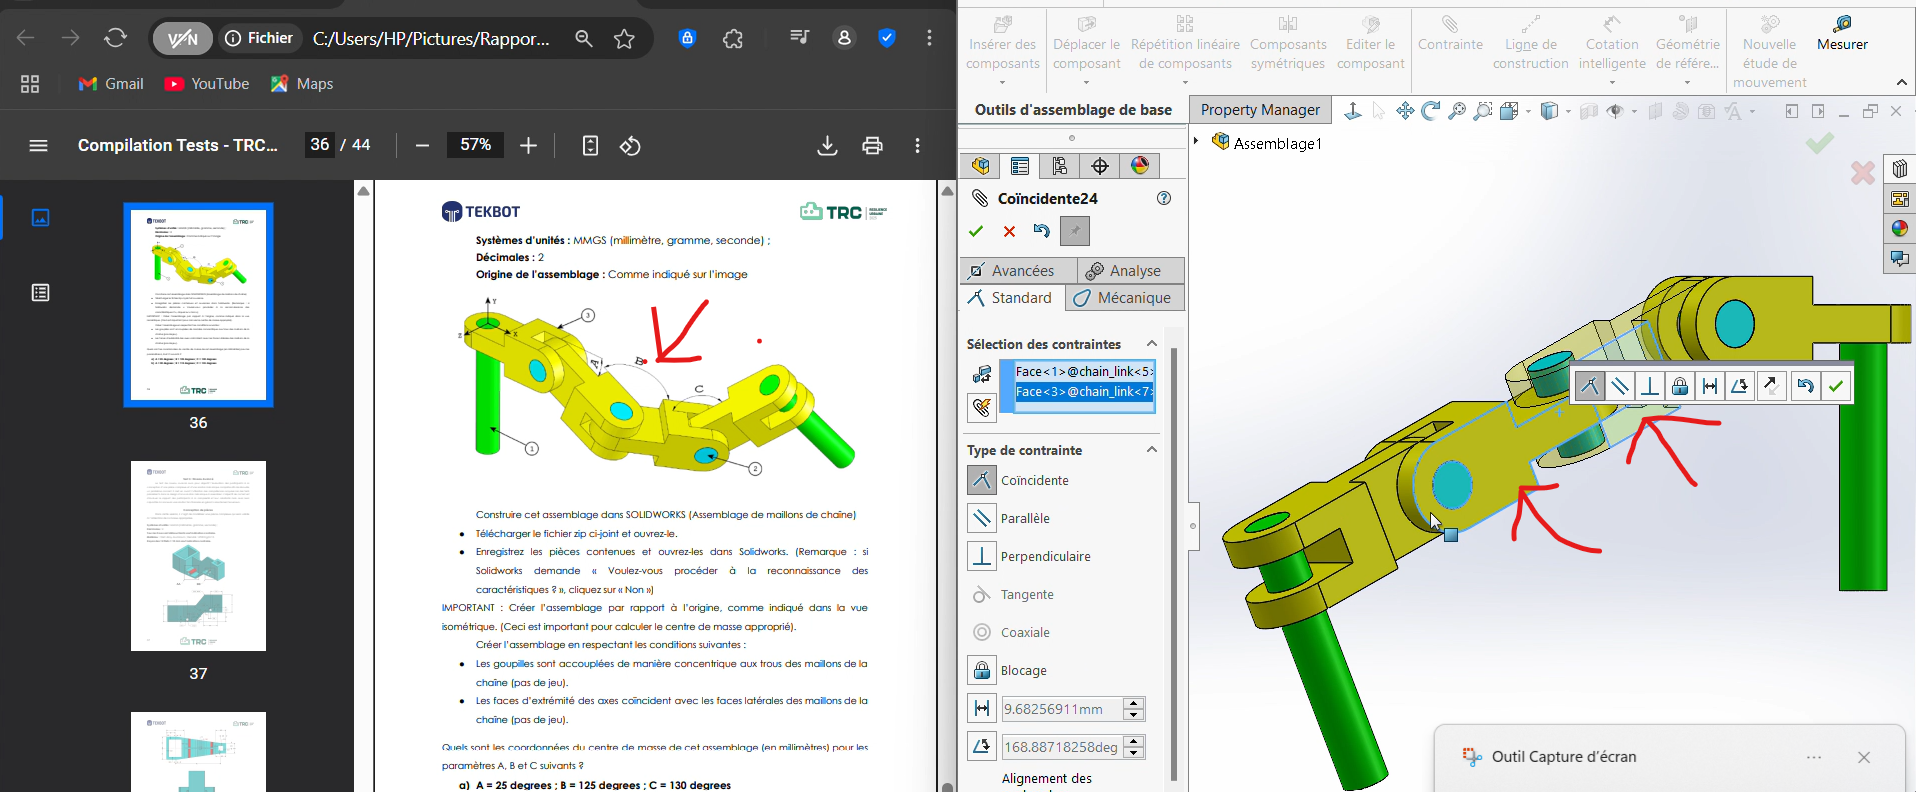 Fichier
C:/Users/HP/Pictures/Rappor...
Gmail
YouTube
Maps
Compilation Tests - TRC...
36 / 44
57%
36
37
TEKBOT
TRC
Systèmes d'unités : MMGS (millimètre, gramme, seconde) ;
Décimales : 2
Origine de l'assemblage : Comme indiqué sur l'image
Y
X
3
A
B
C
1
2
Construire cet assemblage dans SOLIDWORKS (Assemblage de maillons de chaîne)
• Télécharger le fichier zip ci-joint et ouvrez-le.
• Enregistrez les pièces contenues et ouvrez-les dans Solidworks. (Remarque : si
Solidworks demande « Voulez-vous procéder à la reconnaissance des
caractéristiques ? », cliquez sur « Non »)
IMPORTANT : Créer l'assemblage par rapport à l'origine, comme indiqué dans la vue
isométrique. (Ceci est important pour calculer le centre de masse approprié).
Créer l'assemblage en respectant les conditions suivantes :
• Les goupilles sont accouplées de manière concentrique aux trous des maillons de la
chaîne (pas de jeu).
• Les faces d'extrémité des axes coïncident avec les faces latérales des maillons de la
chaîne (pas de jeu).
Quels sont les coordonnées du centre de masse de cet assemblage (en millimètres) pour les
paramètres A, B et C suivants ?
a) A = 25 degrees ; B = 125 degrees ; C = 130 degrees
Insérer des
composants
Déplacer le
composant
Répétition linéaire
de composants
Composants
symétriques
Editer le
composant
Contrainte
Ligne de
construction
Cotation
intelligente
Géométrie
de référe...
Nouvelle
étude de
mouvement
Mesurer
Outils d'assemblage de base
Property Manager
Assemblage1
Coïncidente24
Avancées
Analyse
Standard
Mécanique
Sélection des contraintes
Face<1>@chain_link<5>
Face<3>@chain_link<7>
Type de contrainte
Coïncidente
Parallèle
Perpendiculaire
Tangente
Coaxiale
Blocage
9.68256911mm
168.88718258deg
Alignement des
Outil Capture d'écran